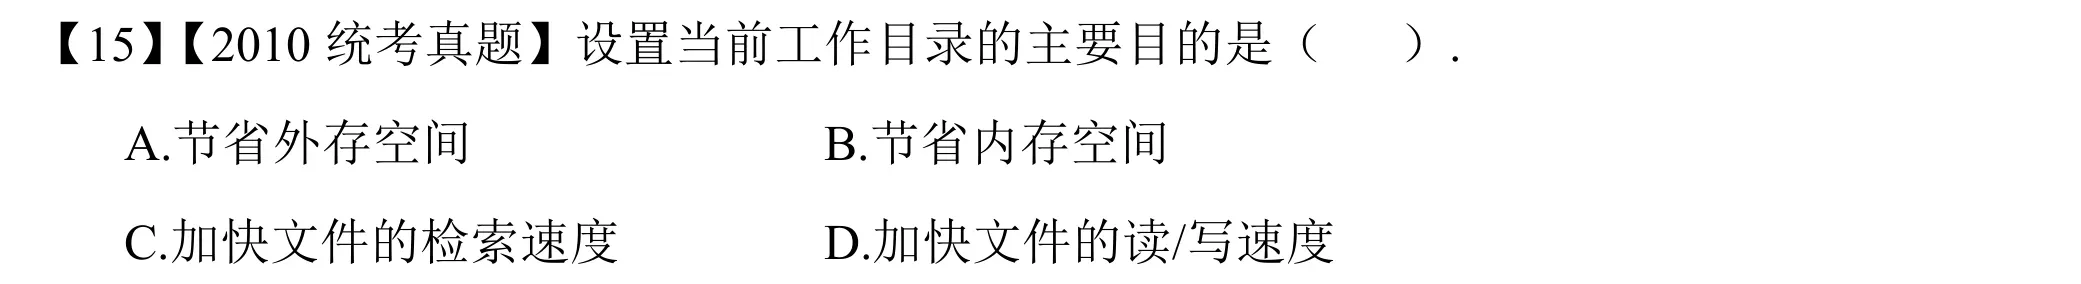 【15】【2010 统考真题】设置当前工作目录的主要目的是（　　）.
A.节省外存空间　　B.节省内存空间
C.加快文件的检索速度　　D.加快文件的读/写速度